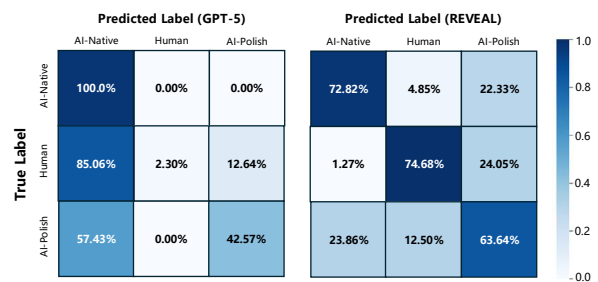 Predicted Label (GPT-5) Predicted Label (REVEAL)
AI-Native Human AI-Polish AI-Native Human AI-Polish
True Label
AI-Native 100.0% 0.00% 0.00% 72.82% 4.85% 22.33%
Human 85.06% 2.30% 12.64% 1.27% 74.68% 24.05%
AI-Polish 57.43% 0.00% 42.57% 23.86% 12.50% 63.64%
1.0
0.8
0.6
0.4
0.2
0.0